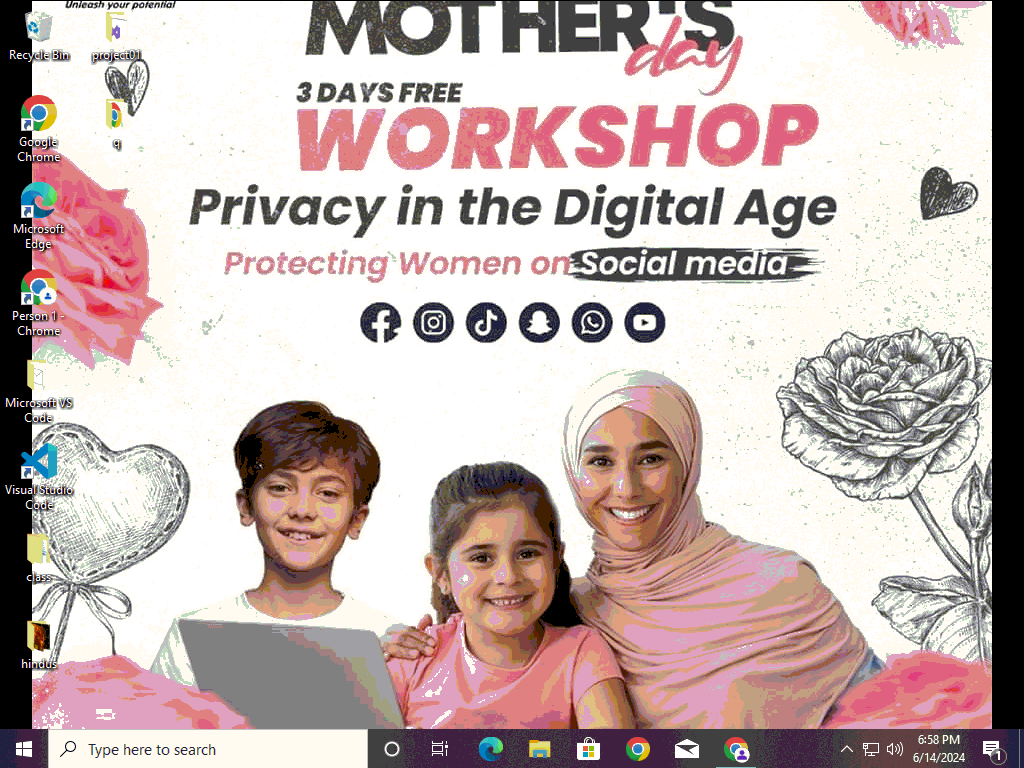 Unleash your potential
MOTHER'S
day
3 DAYS FREE
WORKSHOP
Privacy in the Digital Age
Protecting Women on Social media
Recycle Bin
project01
Google
Chrome
q
Microsoft
Edge
Person 1 -
Chrome
Microsoft VS
Code
Visual Studio
Code
class
hindus
Type here to search
6:58 PM
6/14/2024
1